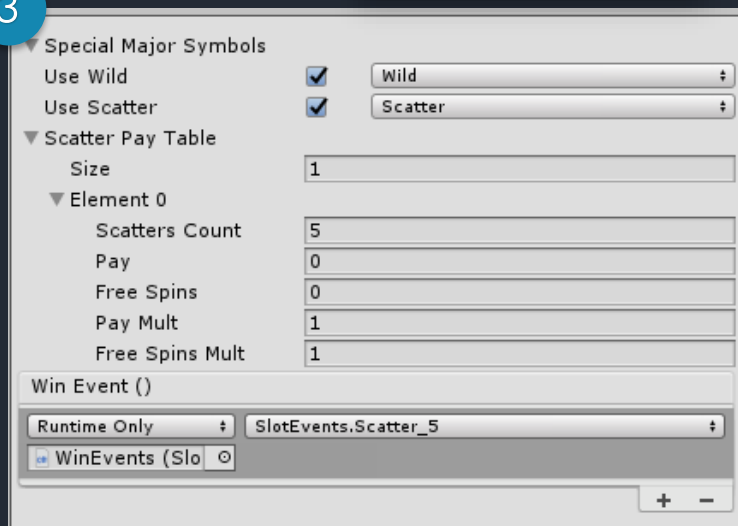 3
Special Major Symbols
Use Wild Wild
Use Scatter Scatter
Scatter Pay Table
Size 1
Element 0
Scatters Count 5
Pay 0
Free Spins 0
Pay Mult 1
Free Spins Mult 1
Win Event ()
Runtime Only SlotEvents.Scatter_5
WinEvents (Slo
+ −